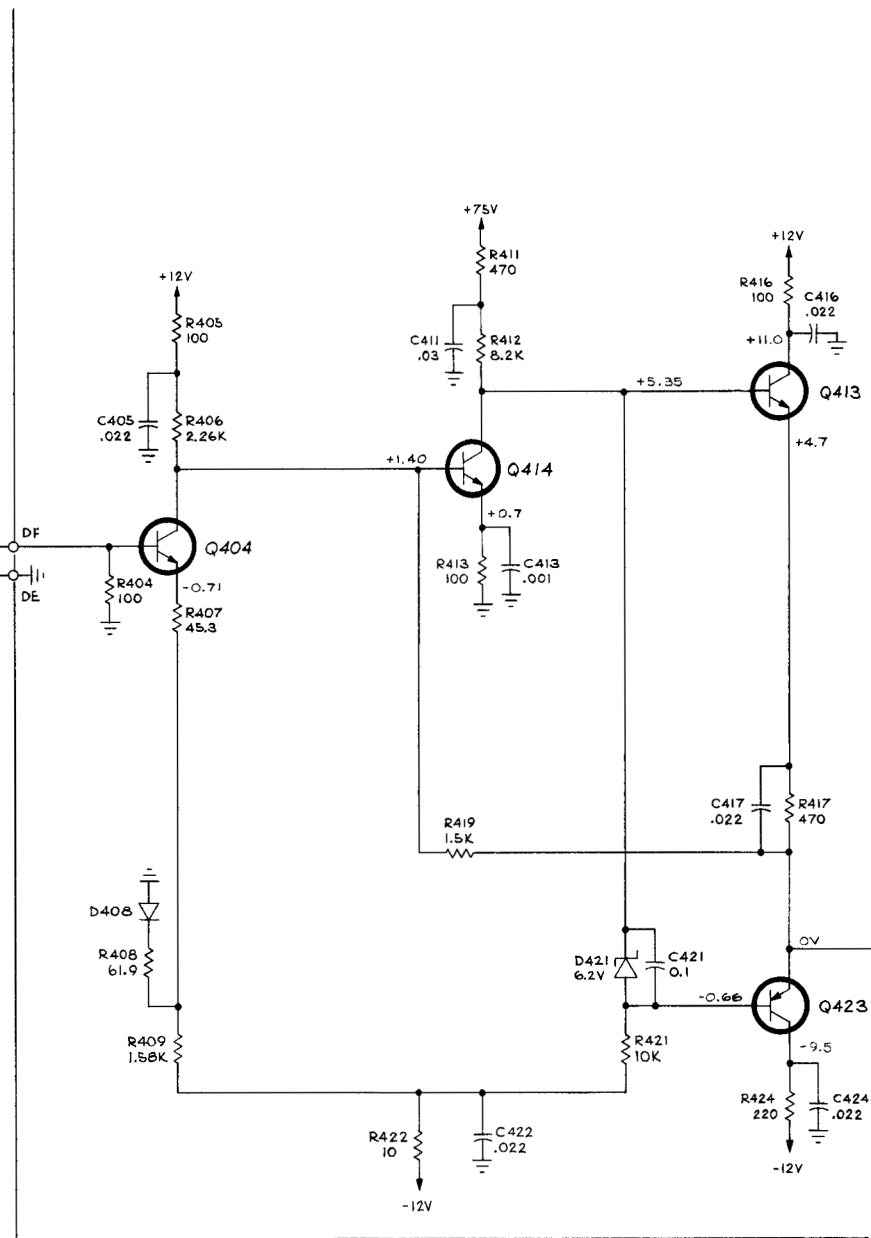 +75V
R411
470
+12V
R416
100
C416
.022
+12V
R405
100
C411
.03
R412
8.2K
+11.0
+5.35
Q413
C405
.022
R406
2.26K
+4.7
+1.40
Q414
+0.7
DF
Q404
DE
R404
100
-0.71
R407
45.3
R413
100
C413
.001
C417
.022
R417
470
R419
1.5K
D408
R408
61.9
D421
6.2V
C421
0.1
0V
-0.66
Q423
R409
1.58K
R421
10K
-9.5
R424
220
C424
.022
R422
10
C422
.022
-12V
-12V